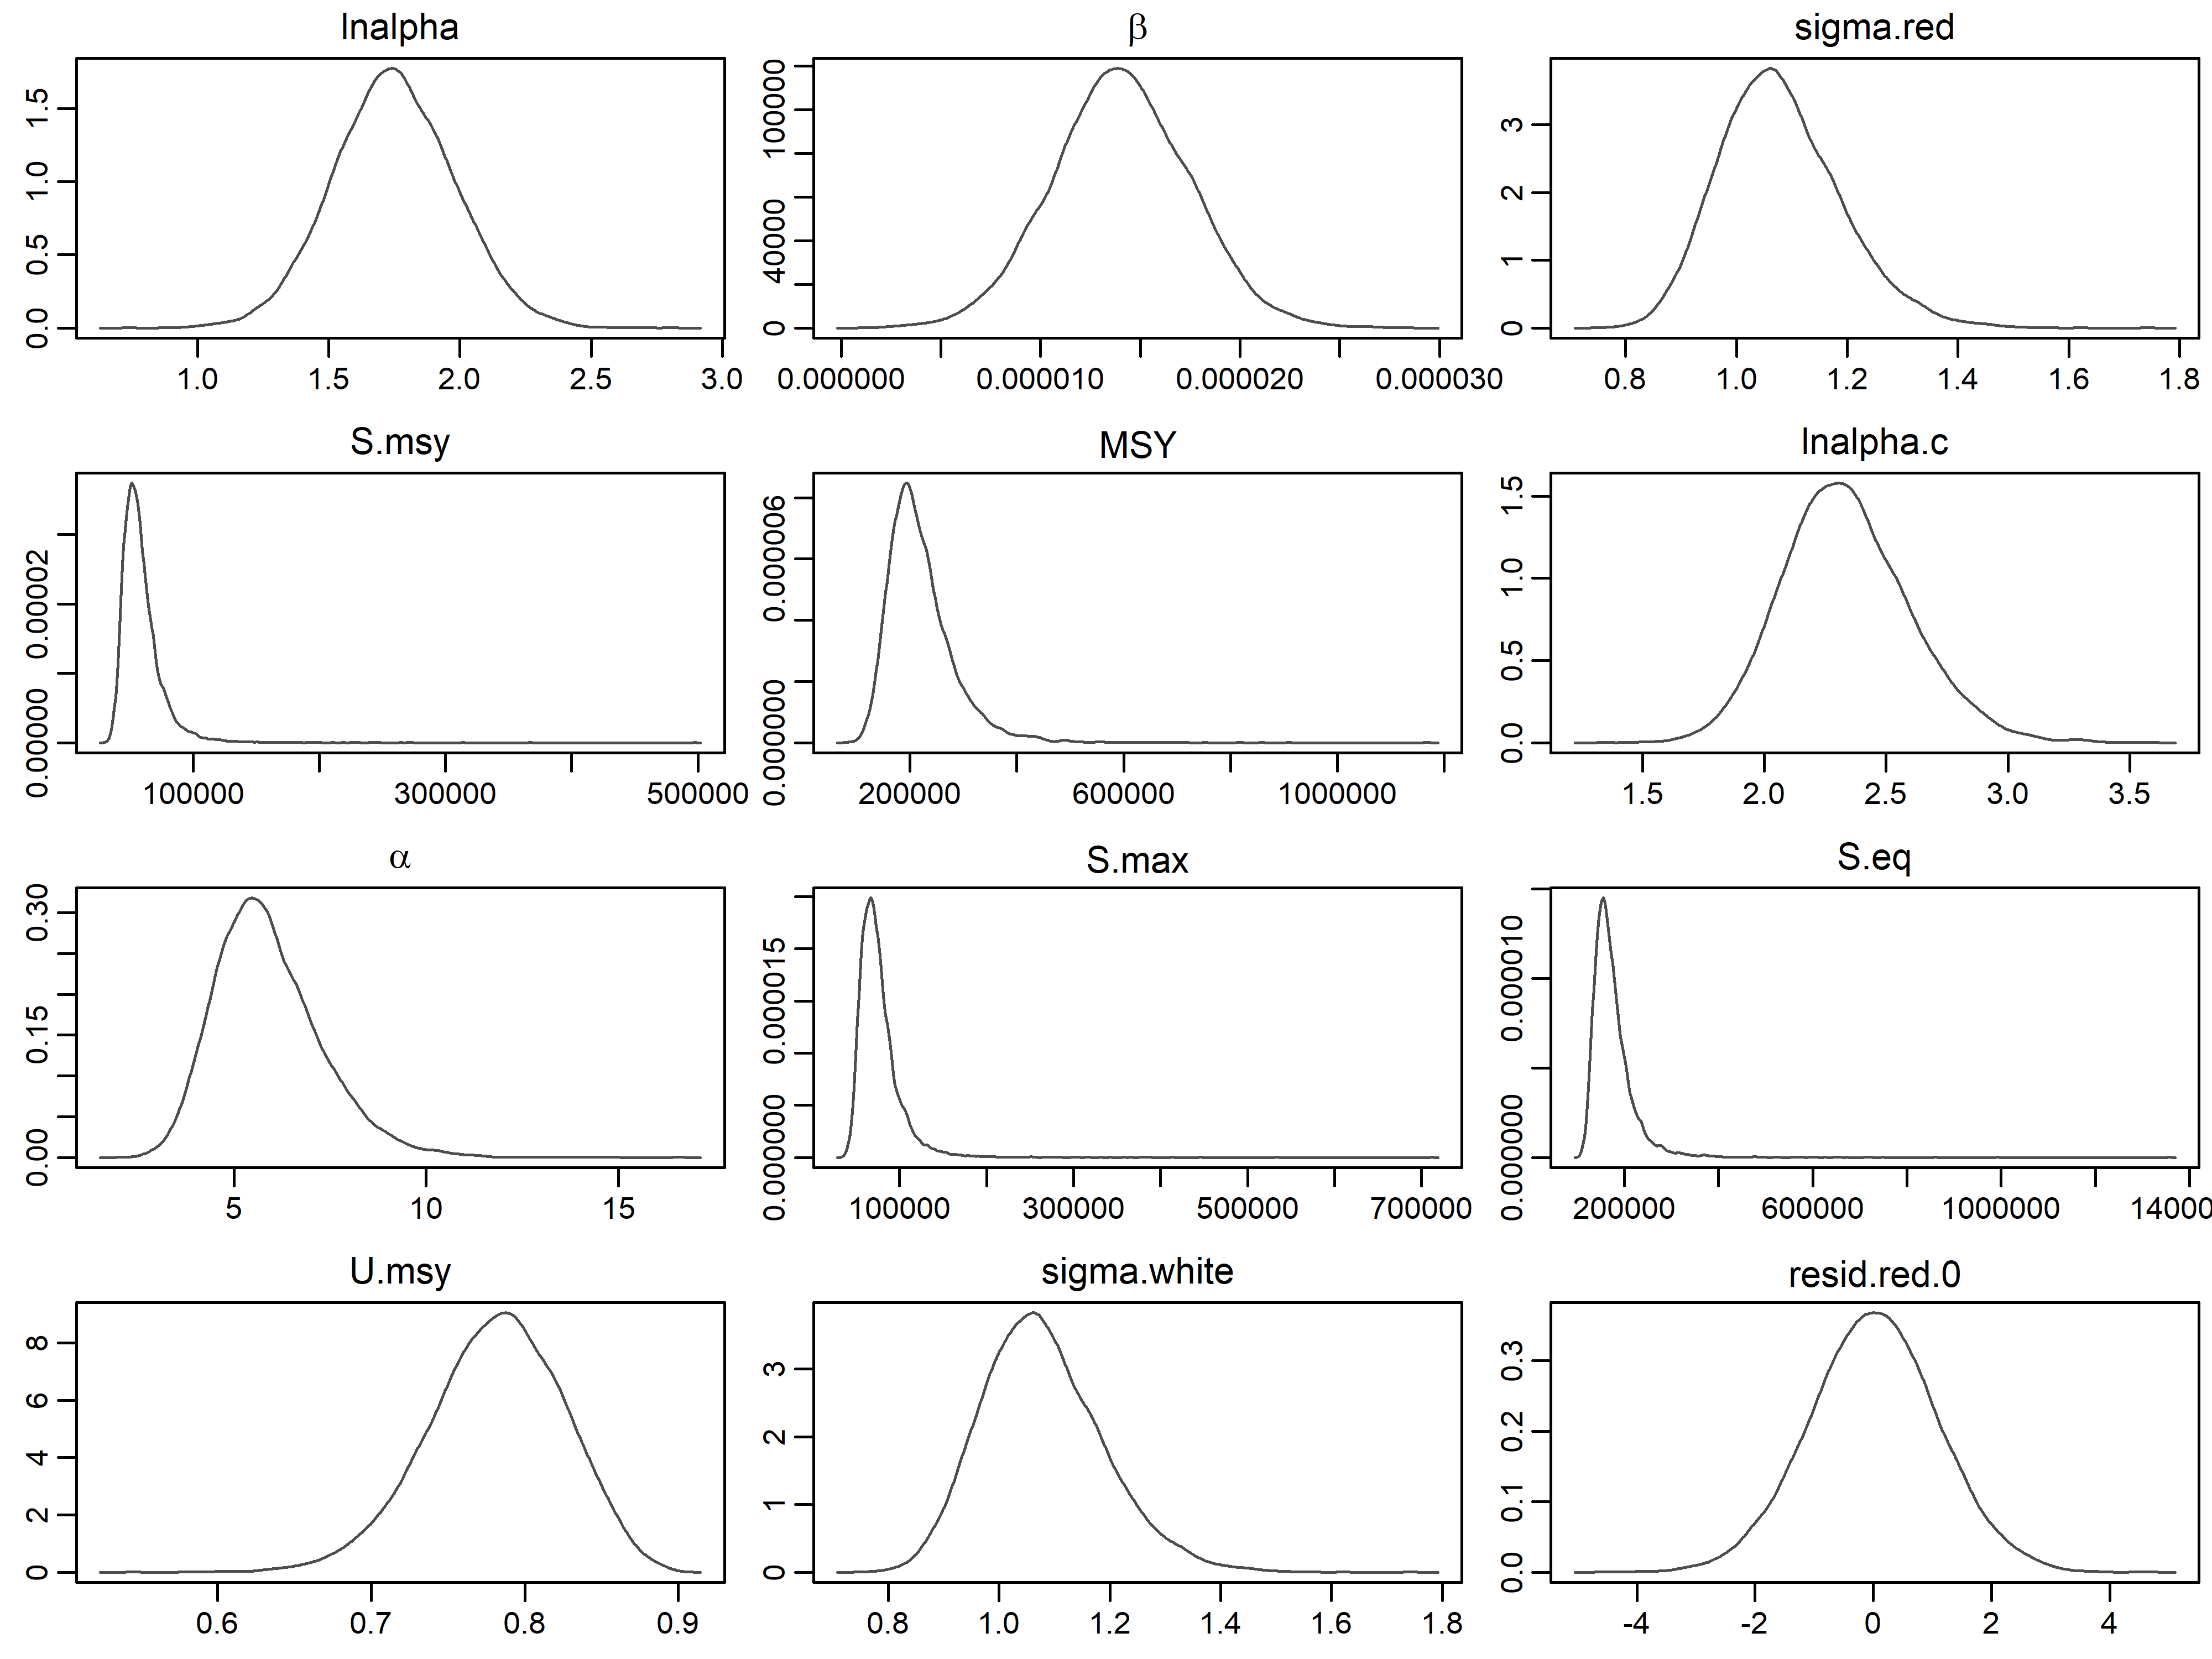 lnalpha
β
sigma.red
0.0 0.5 1.0 1.5
0 40000 100000
0 1 2 3
1.0 1.5 2.0 2.5 3.0
0.000000 0.000010 0.000020 0.000030
0.8 1.0 1.2 1.4 1.6 1.8
S.msy
MSY
lnalpha.c
0.00000 0.00002
0.000000 0.000006
0.0 0.5 1.0 1.5
100000 300000 500000
200000 600000 1000000
1.5 2.0 2.5 3.0 3.5
α
S.max
S.eq
0.00 0.15 0.30
0.000000 0.000015
0.000000 0.000010
5 10 15
100000 300000 500000 700000
200000 600000 1000000 14000
U.msy
sigma.white
resid.red.0
0 2 4 6 8
0 1 2 3
0.0 0.1 0.2 0.3
0.6 0.7 0.8 0.9
0.8 1.0 1.2 1.4 1.6 1.8
-4 -2 0 2 4